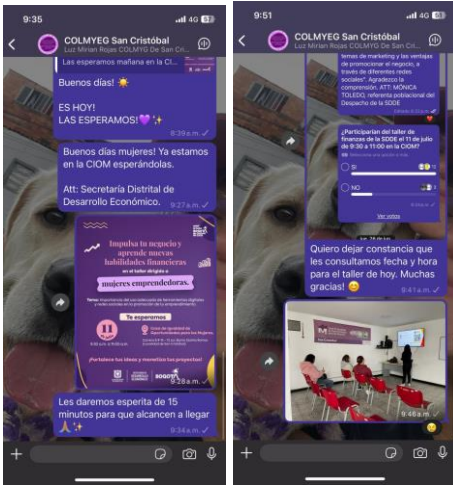 9:35
4G 53
COLMYEG San Cristóbal
Luz Mirian Rojas COLMYG De San Cri...
Las esperamos mañana en la CI...
Buenos días! ☀️
ES HOY!
LAS ESPERAMOS!💜✨
8:39 a.m. ✓
Buenos días mujeres! Ya estamos
en la CIOM esperándolas.
Att: Secretaría Distrital de
Desarrollo Económico.
9:27 a.m. ✓
Impulsa tu negocio y
aprende nuevas
habilidades financieras
en el taller dirigido a
mujeres emprendedoras.
Te esperamos
11
Casa de Igualdad de
Oportunidades para las Mujeres.
¡Fortalece tus ideas y monetiza tus proyectos!
BOGOTÁ
9:28 a.m. ✓
Les daremos esperita de 15
minutos para que alcancen a llegar
🙏✨
9:34 a.m. ✓
9:51
4G
COLMYEG San Cristóbal
Luz Mirian Rojas COLMYG De San Cri...
temas de marketing y las ventajas
de promocionar el negocio, a
través de diferentes redes
sociales". Agradezco la
comprensión. ATT: MÓNICA
TOLEDO, referenta poblacional del
Despacho de la SDDE
¿Participarían del taller de
finanzas de la SDDE el 11 de julio
de 9:30 a 11:00 en la CIOM?
SI
11
NO
Ver votos
Quiero dejar constancia que
les consultamos fecha y hora
para el taller de hoy. Muchas
gracias! 😊
9:41 a.m. ✓
9:46 a.m. ✓